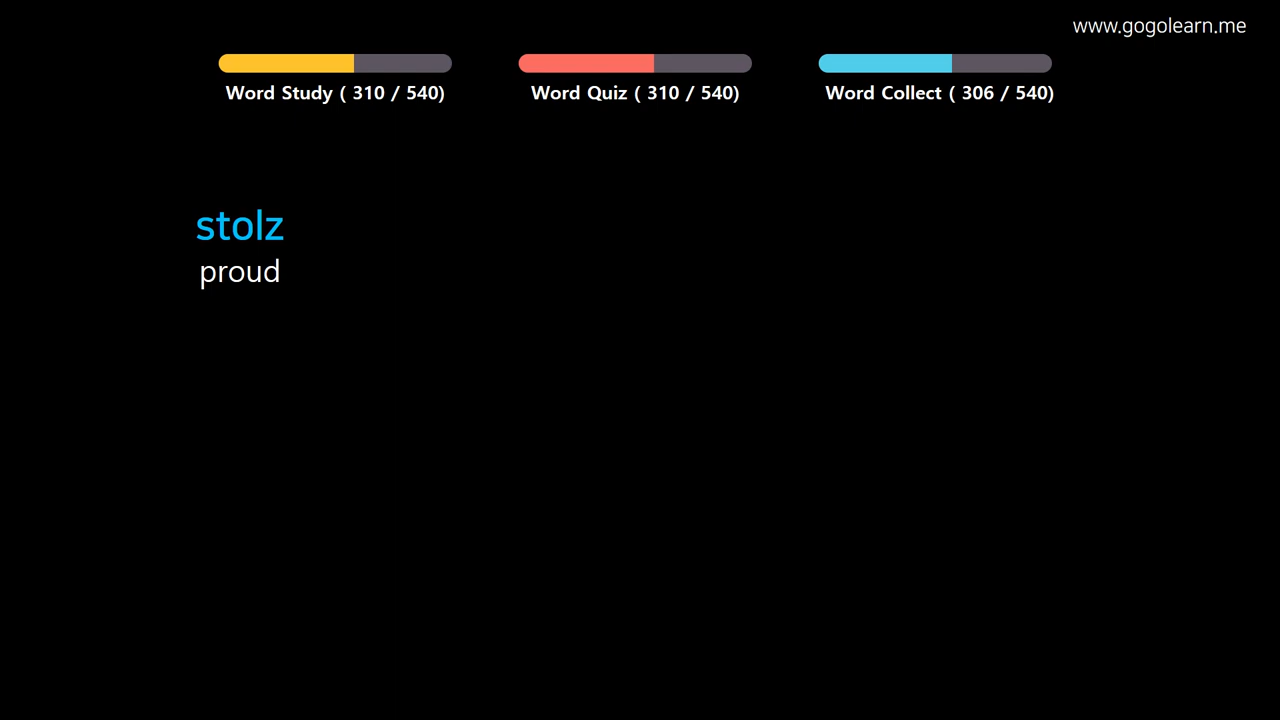 www.gogolearn.me
Word Study ( 310 / 540)
Word Quiz ( 310 / 540)
Word Collect ( 306 / 540)
stolz
proud